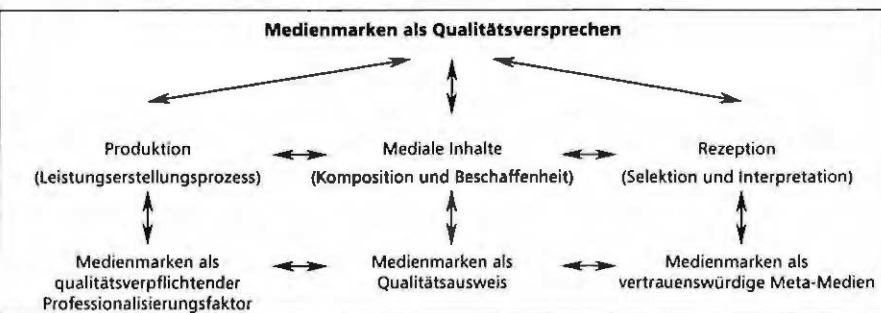 Medienmarken als Qualitätsversprechen
Produktion
(Leistungserstellungsprozess)
Mediale Inhalte
(Komposition und Beschaffenheit)
Rezeption
(Selektion und Interpretation)
Medienmarken als
qualitätsverpflichtender
Professionalisierungsfaktor
Medienmarken als
Qualitätsausweis
Medienmarken als
vertrauenswürdige Meta-Medien